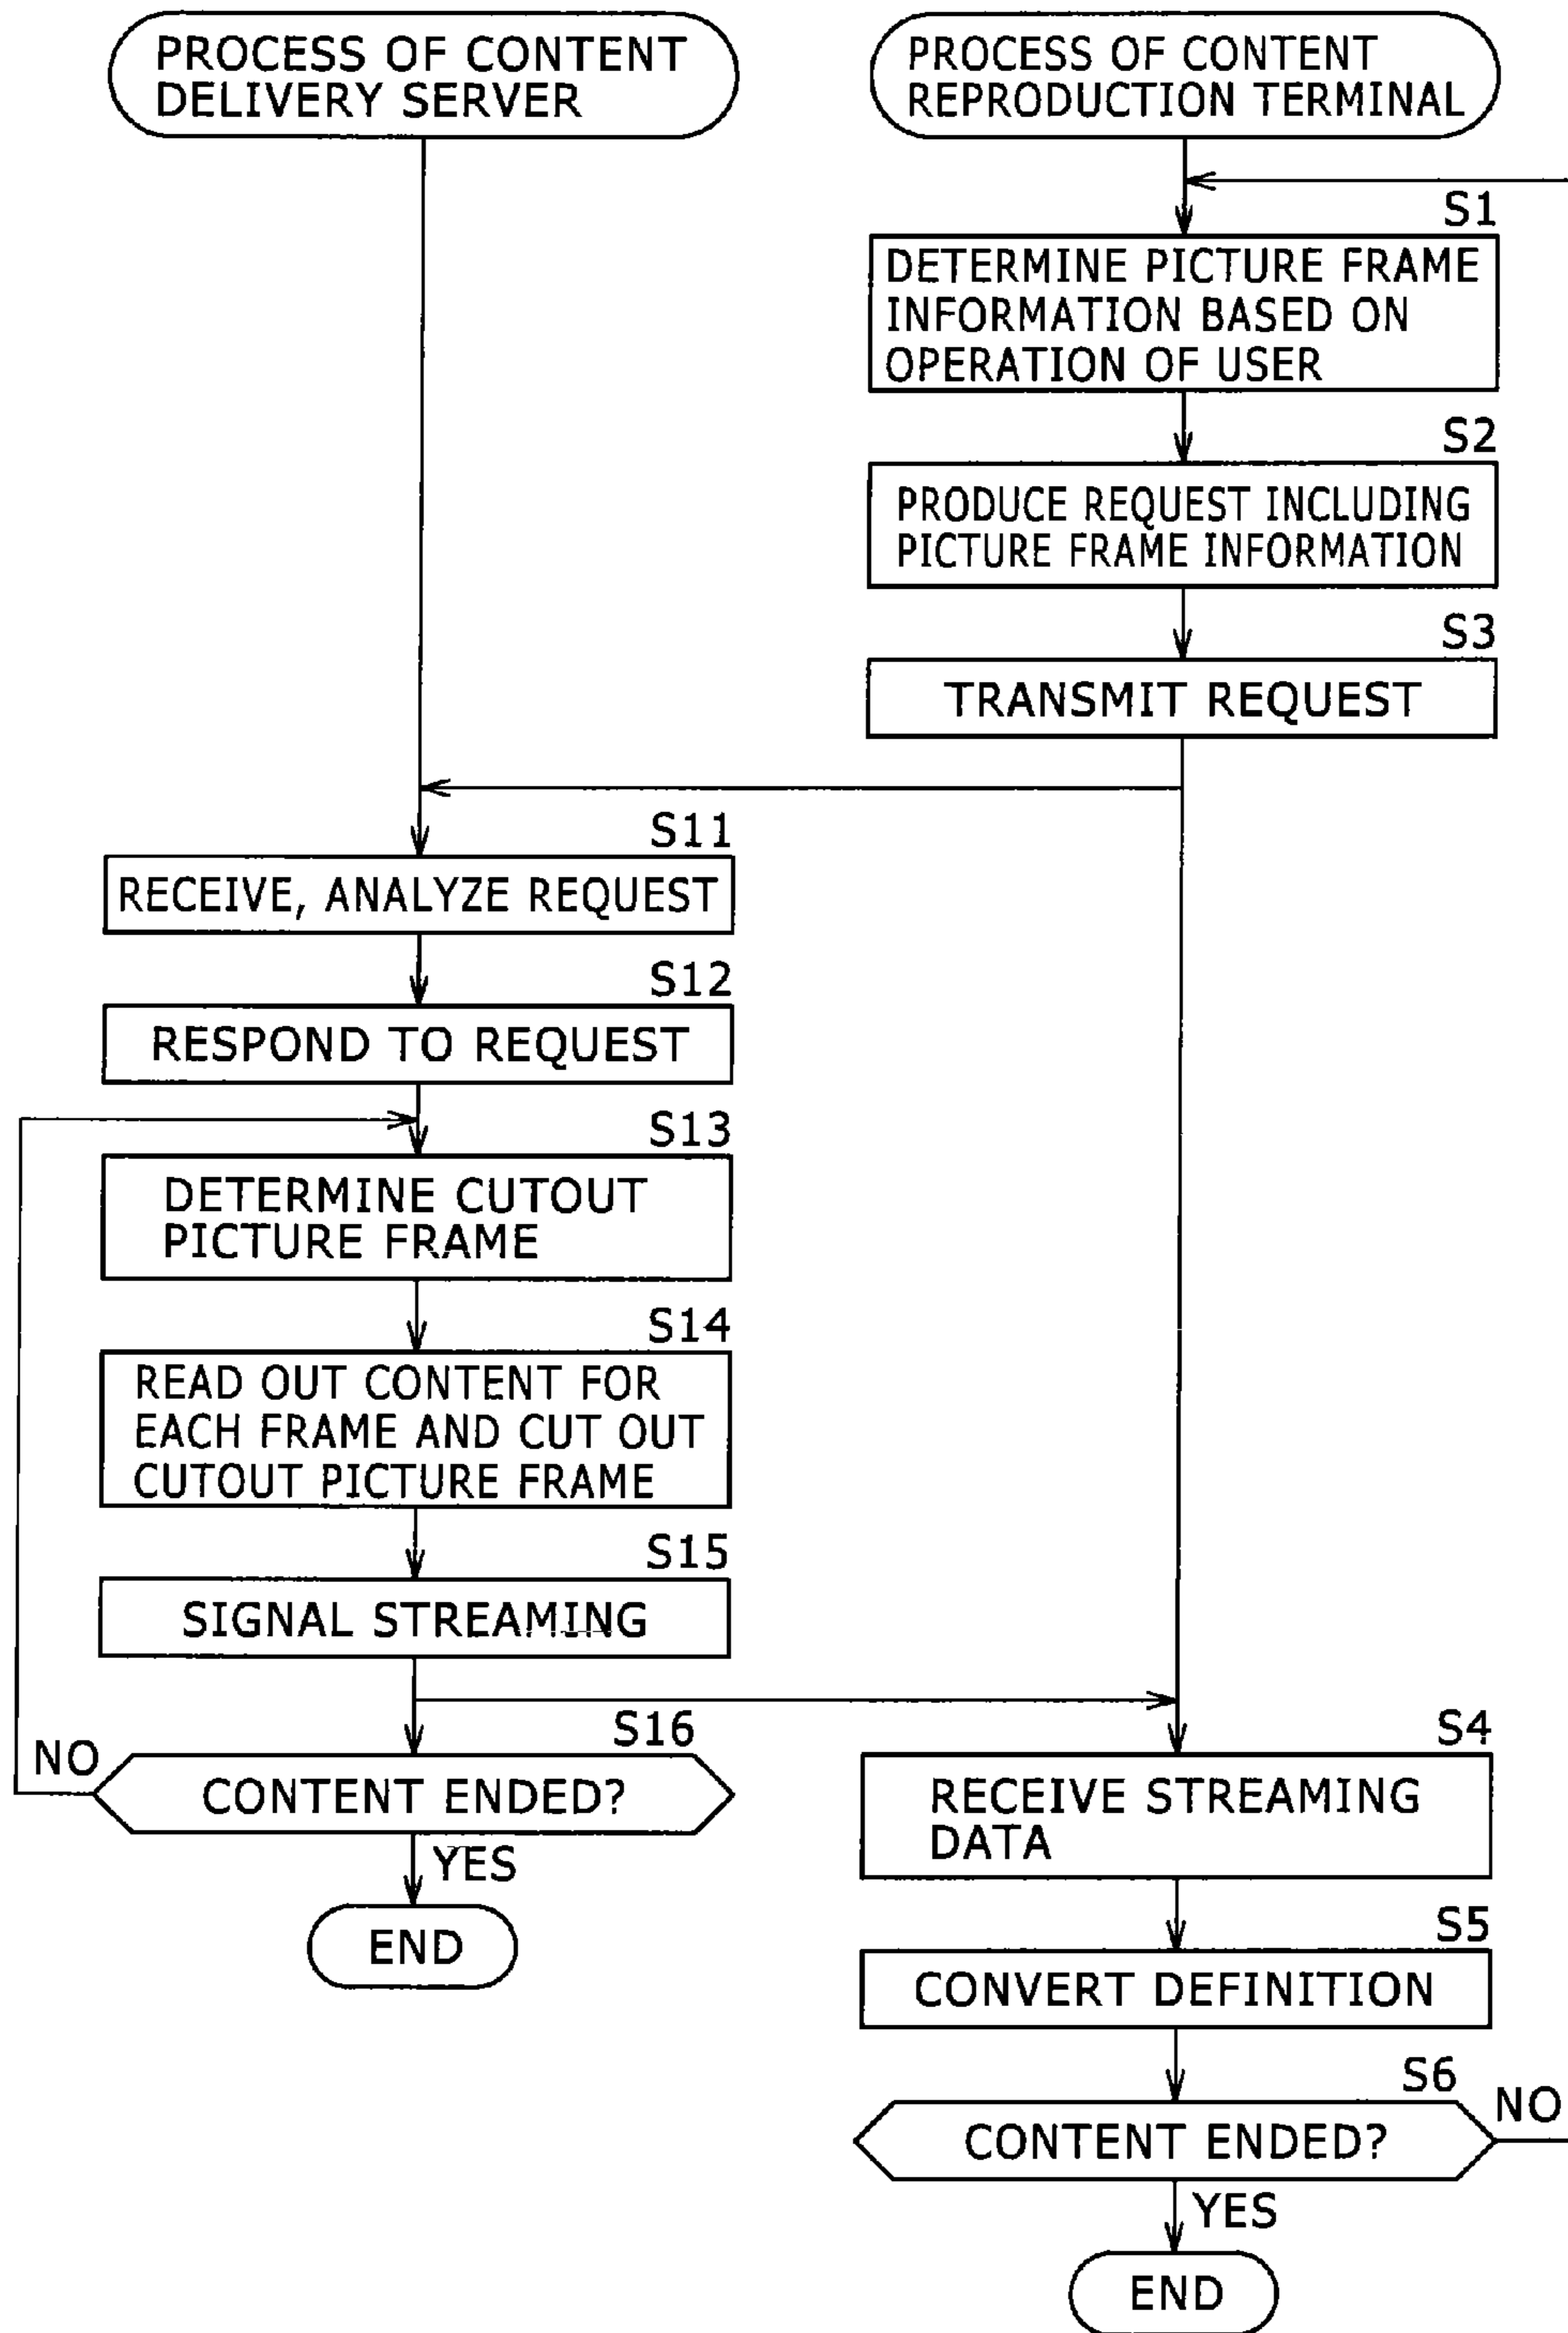 PROCESS OF CONTENT
DELIVERY SERVER
PROCESS OF CONTENT
REPRODUCTION TERMINAL
S1
DETERMINE PICTURE FRAME
INFORMATION BASED ON
OPERATION OF USER
S2
PRODUCE REQUEST INCLUDING
PICTURE FRAME INFORMATION
S3
TRANSMIT REQUEST
S11
RECEIVE, ANALYZE REQUEST
S12
RESPOND TO REQUEST
S13
DETERMINE CUTOUT
PICTURE FRAME
S14
READ OUT CONTENT FOR
EACH FRAME AND CUT OUT
CUTOUT PICTURE FRAME
S15
SIGNAL STREAMING
S16
NO
CONTENT ENDED?
YES
END
S4
RECEIVE STREAMING
DATA
S5
CONVERT DEFINITION
S6
NO
CONTENT ENDED?
YES
END